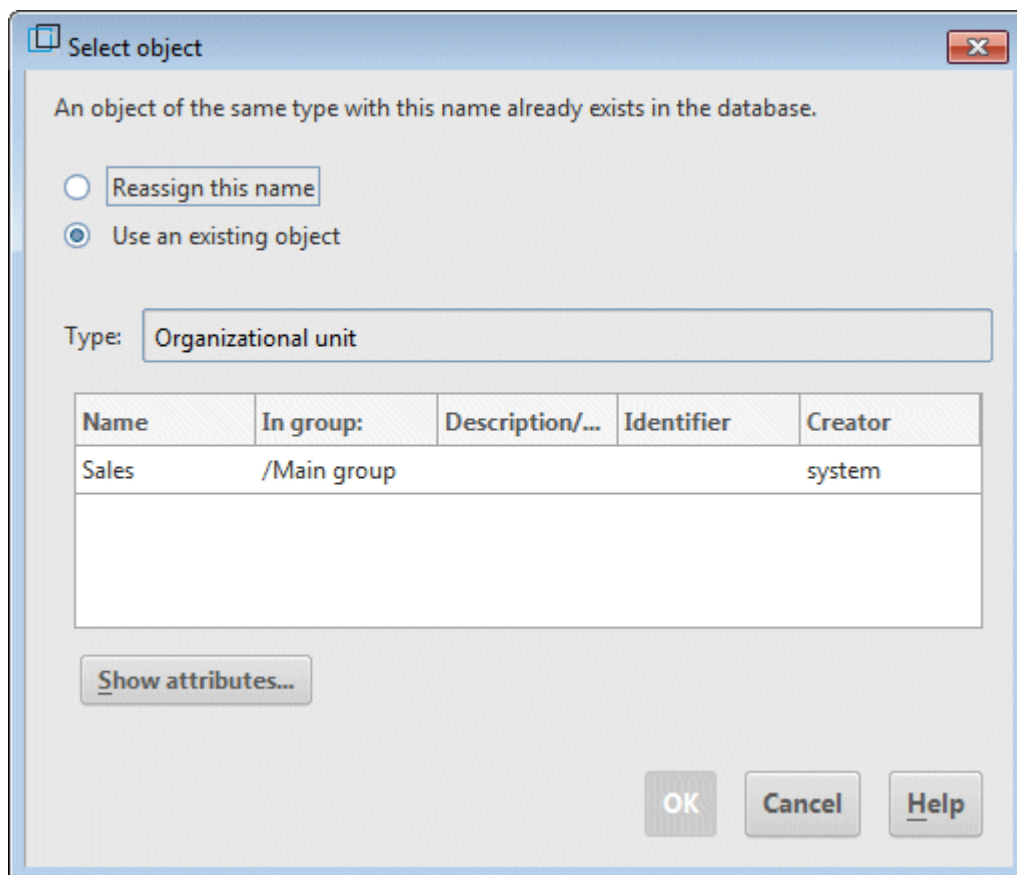 Select object
An object of the same type with this name already exists in the database.
Reassign this name
Use an existing object
Type: Organizational unit
Name In group: Description/... Identifier Creator
Sales /Main group system
Show attributes...
OK Cancel Help